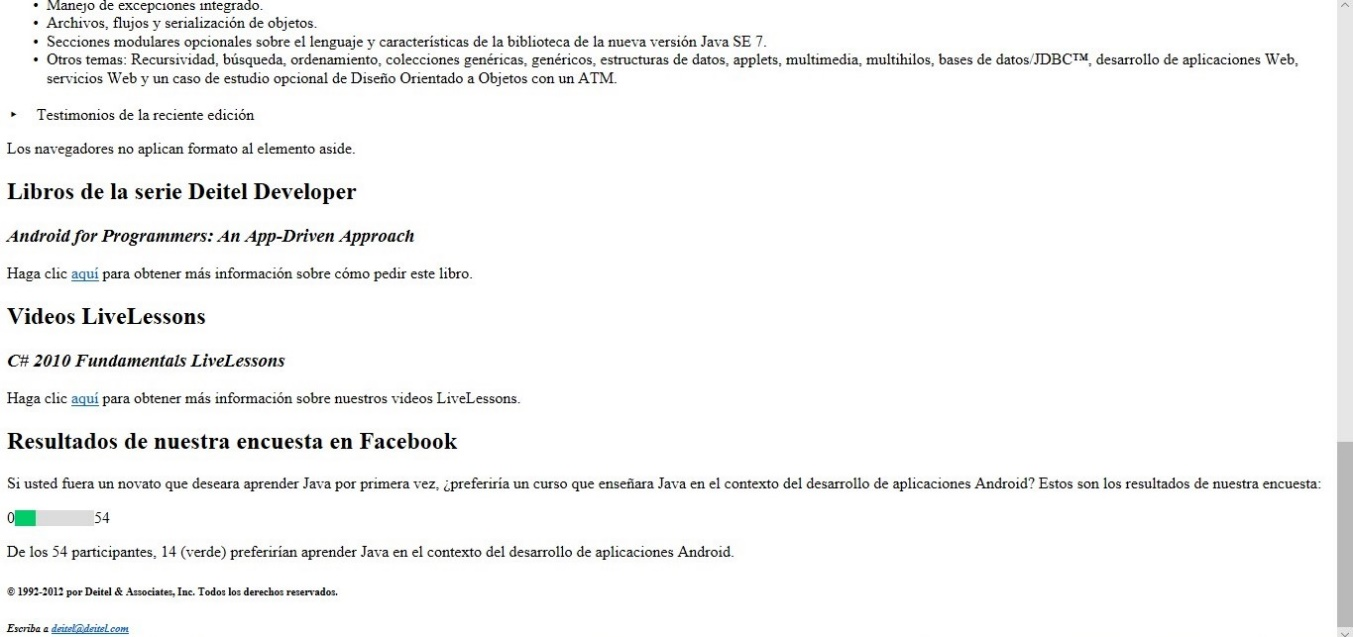 • Manejo de excepciones integrado.
• Archivos, flujos y serialización de objetos.
• Secciones modulares opcionales sobre el lenguaje y características de la biblioteca de la nueva versión Java SE 7.
• Otros temas: Recursividad, búsqueda, ordenamiento, colecciones genéricas, genéricos, estructuras de datos, applets, multimedia, multihilos, bases de datos/JDBC™, desarrollo de aplicaciones Web,
servicios Web y un caso de estudio opcional de Diseño Orientado a Objetos con un ATM.
Testimonios de la reciente edición
Los navegadores no aplican formato al elemento aside.
Libros de la serie Deitel Developer
Android for Programmers: An App-Driven Approach
Haga clic aquí para obtener más información sobre cómo pedir este libro.
Videos LiveLessons
C# 2010 Fundamentals LiveLessons
Haga clic aquí para obtener más información sobre nuestros videos LiveLessons.
Resultados de nuestra encuesta en Facebook
Si usted fuera un novato que deseara aprender Java por primera vez, ¿preferiría un curso que enseñara Java en el contexto del desarrollo de aplicaciones Android? Estos son los resultados de nuestra encuesta:
0 54
De los 54 participantes, 14 (verde) preferirían aprender Java en el contexto del desarrollo de aplicaciones Android.
© 1992-2012 por Deitel & Associates, Inc. Todos los derechos reservados.
Escriba a deitel@deitel.com